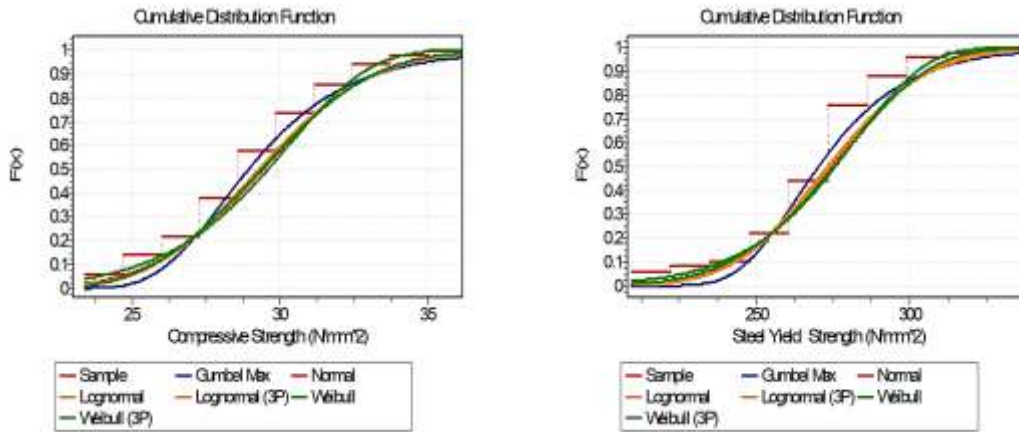 Cumulative Distribution Function
1
0.9
0.8
0.7
0.6
0.5
0.4
0.3
0.2
0.1
0
F(x)
25 30 35
Compressive Strength (N/mm^2)
Sample Gumbel Max Normal
Lognormal Lognormal (3P) Weibull
Weibull (3P)
Cumulative Distribution Function
1
0.9
0.8
0.7
0.6
0.5
0.4
0.3
0.2
0.1
0
F(x)
250 300
Steel Yield Strength (N/mm^2)
Sample Gumbel Max Normal
Lognormal Lognormal (3P) Weibull
Weibull (3P)